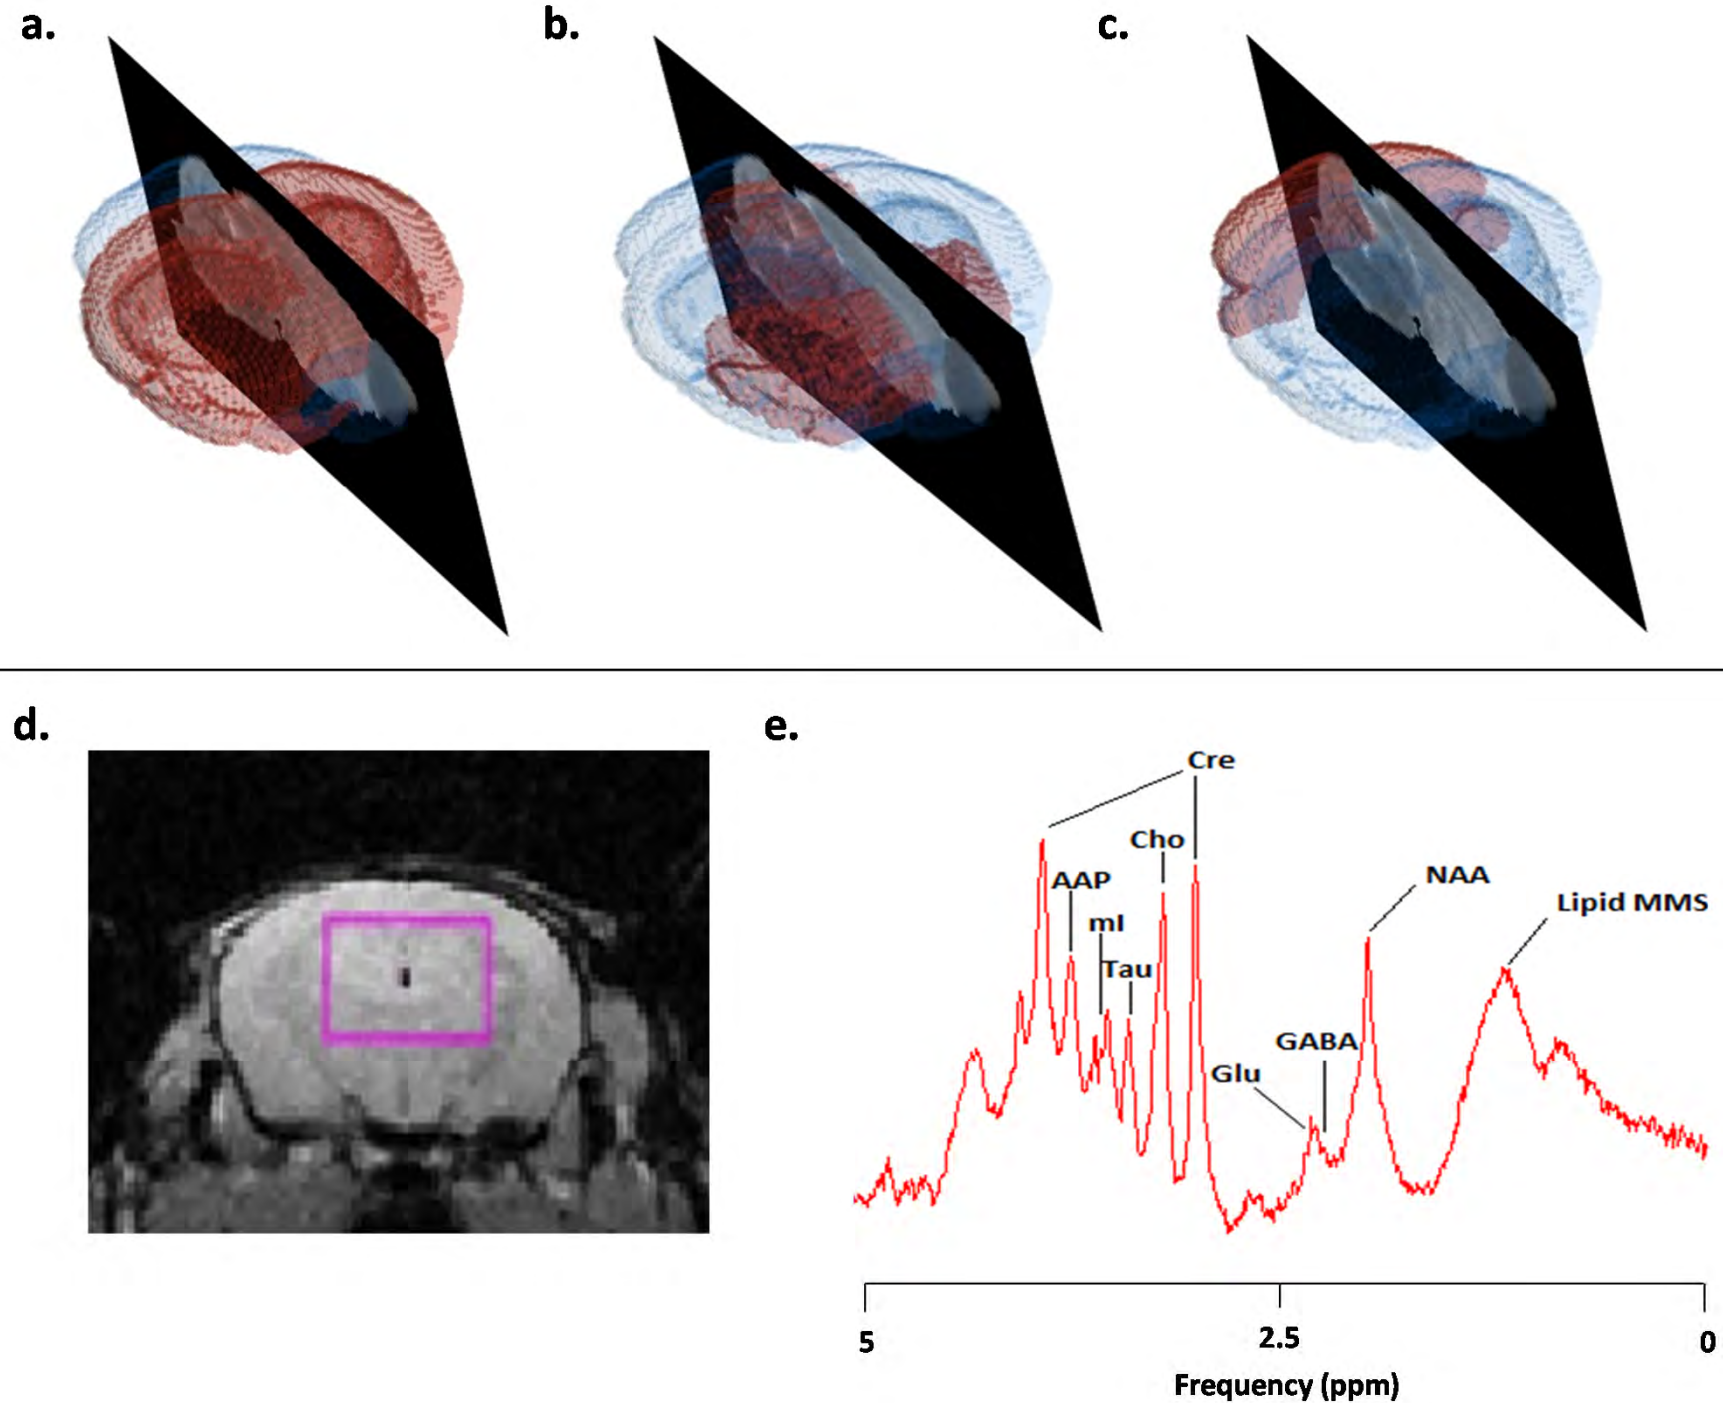 a.
b.
c.
d.
e.
Cre
Cho
AAP
mI
Tau
NAA
Lipid MMS
GABA
Glu
5
2.5
0
Frequency (ppm)